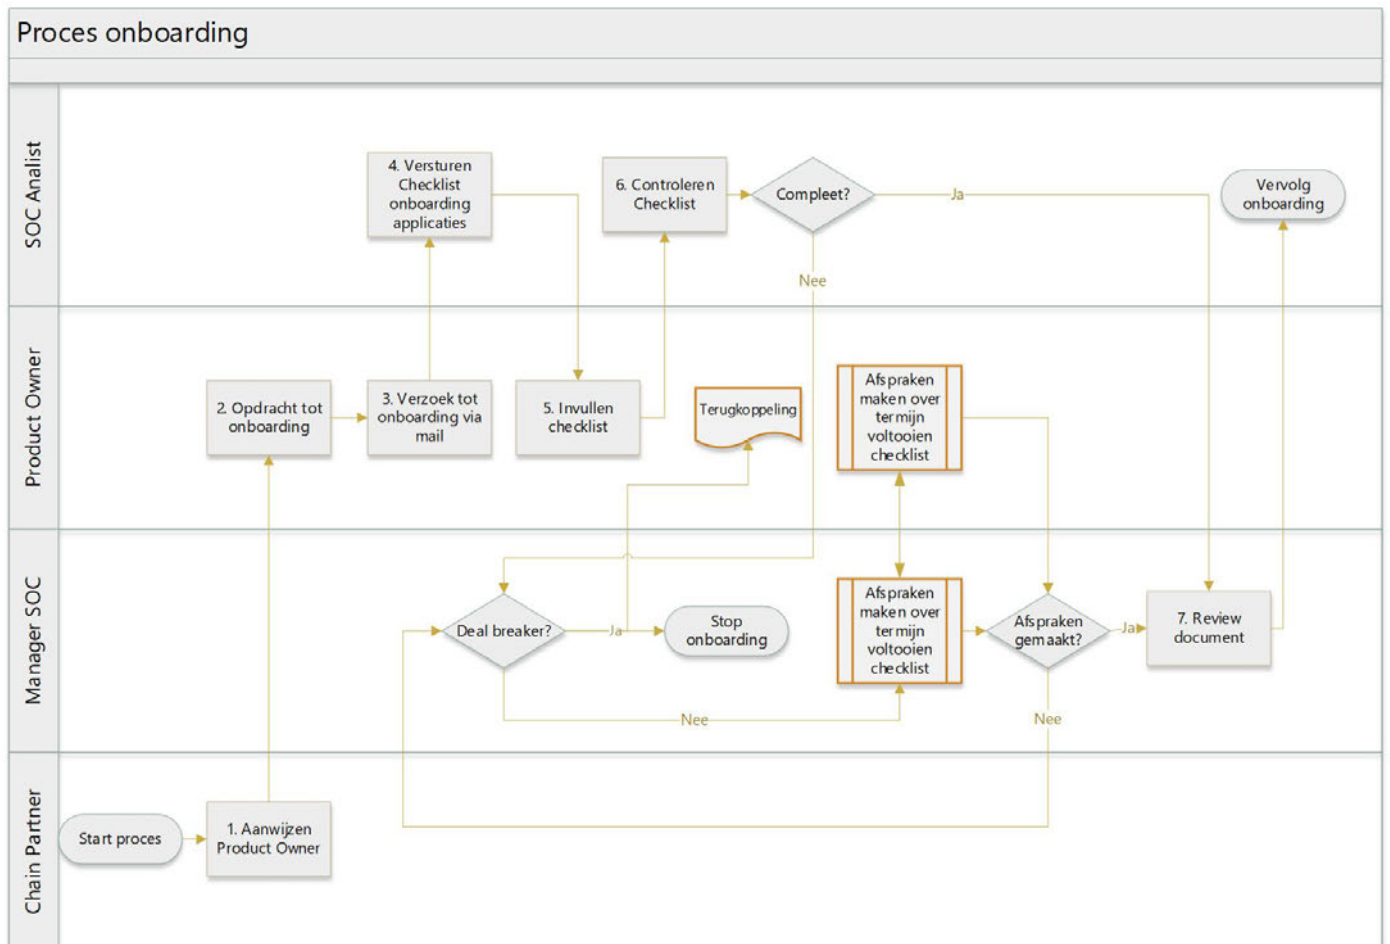 Proces onboarding
SOC Analist
4. Versturen
Checklist
onboarding
applicaties
6. Controleren
Checklist
Compleet?
Ja
Nee
Vervolg
onboarding
Product Owner
2. Opdracht tot
onboarding
3. Verzoek tot
onboarding via
mail
5. Invullen
checklist
Terugkoppeling
Afspraken
maken over
termijn
voltooien
checklist
Manager SOC
Deal breaker?
Ja
Stop
onboarding
Nee
Afspraken
maken over
termijn
voltooien
checklist
Afspraken
gemaakt?
Ja
Nee
7. Review
document
Chain Partner
Start proces
1. Aanwijzen
Product Owner